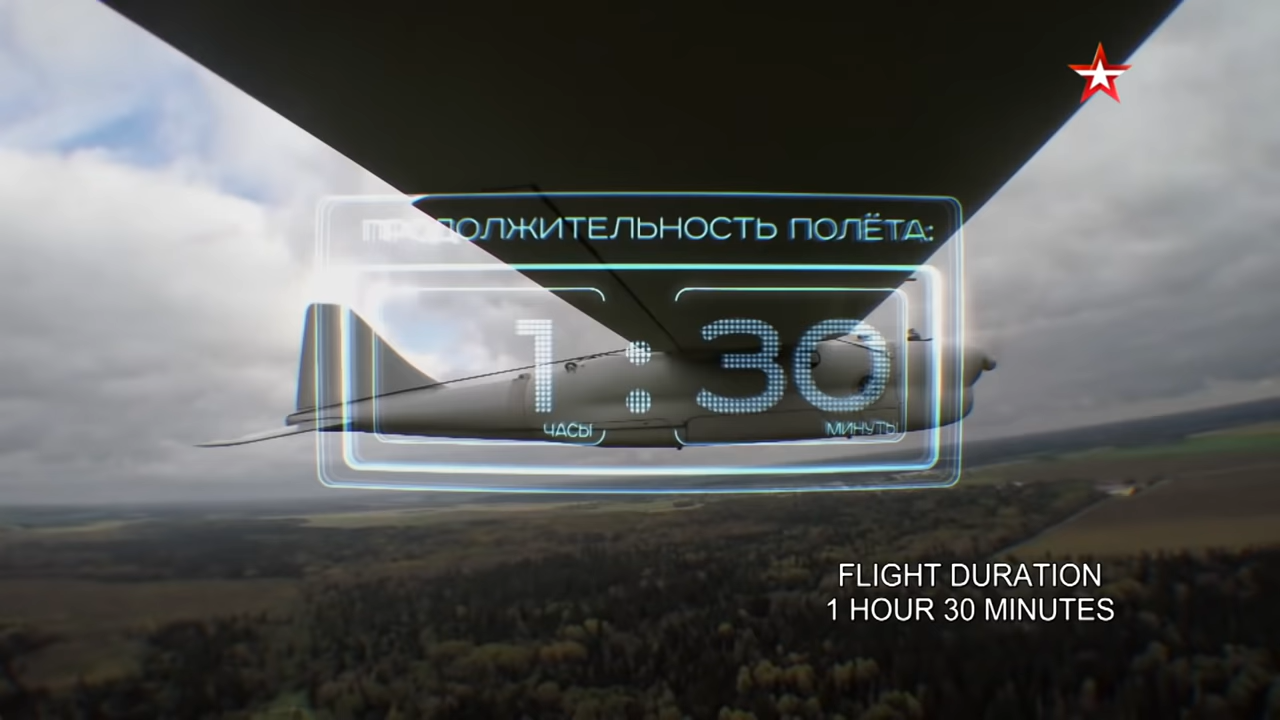 ПРОДОЛЖИТЕЛЬНОСТЬ ПОЛЁТА:
1 : 30
ЧАСЫ МИНУТЫ
FLIGHT DURATION
1 HOUR 30 MINUTES